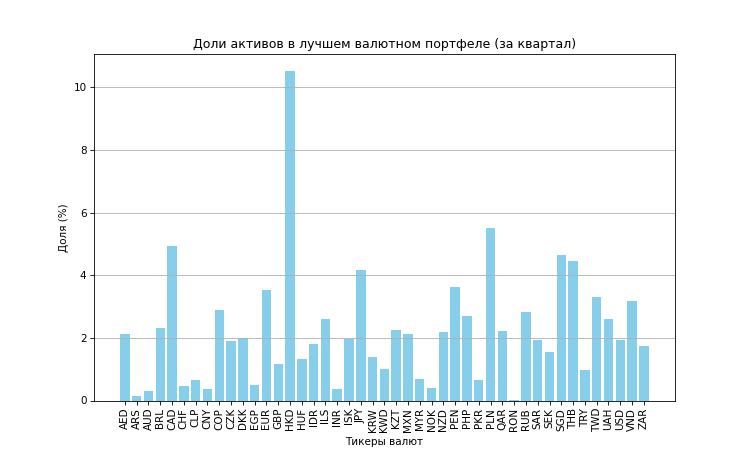 Доли активов в лучшем валютном портфеле (за квартал)
Доля (%)
10
8
6
4
2
0
AED ARS AUD BRL CAD CHF CLP CNY COP CZK DKK EGP EUR GBP HKD HUF IDR ILS INR ISK JPY KRW KWD KZT MXN MYR NOK NZD PEN PHP PKR PLN QAR RON RUB SAR SEK SGD THB TRY TWD UAH USD VND ZAR
Тикеры валют